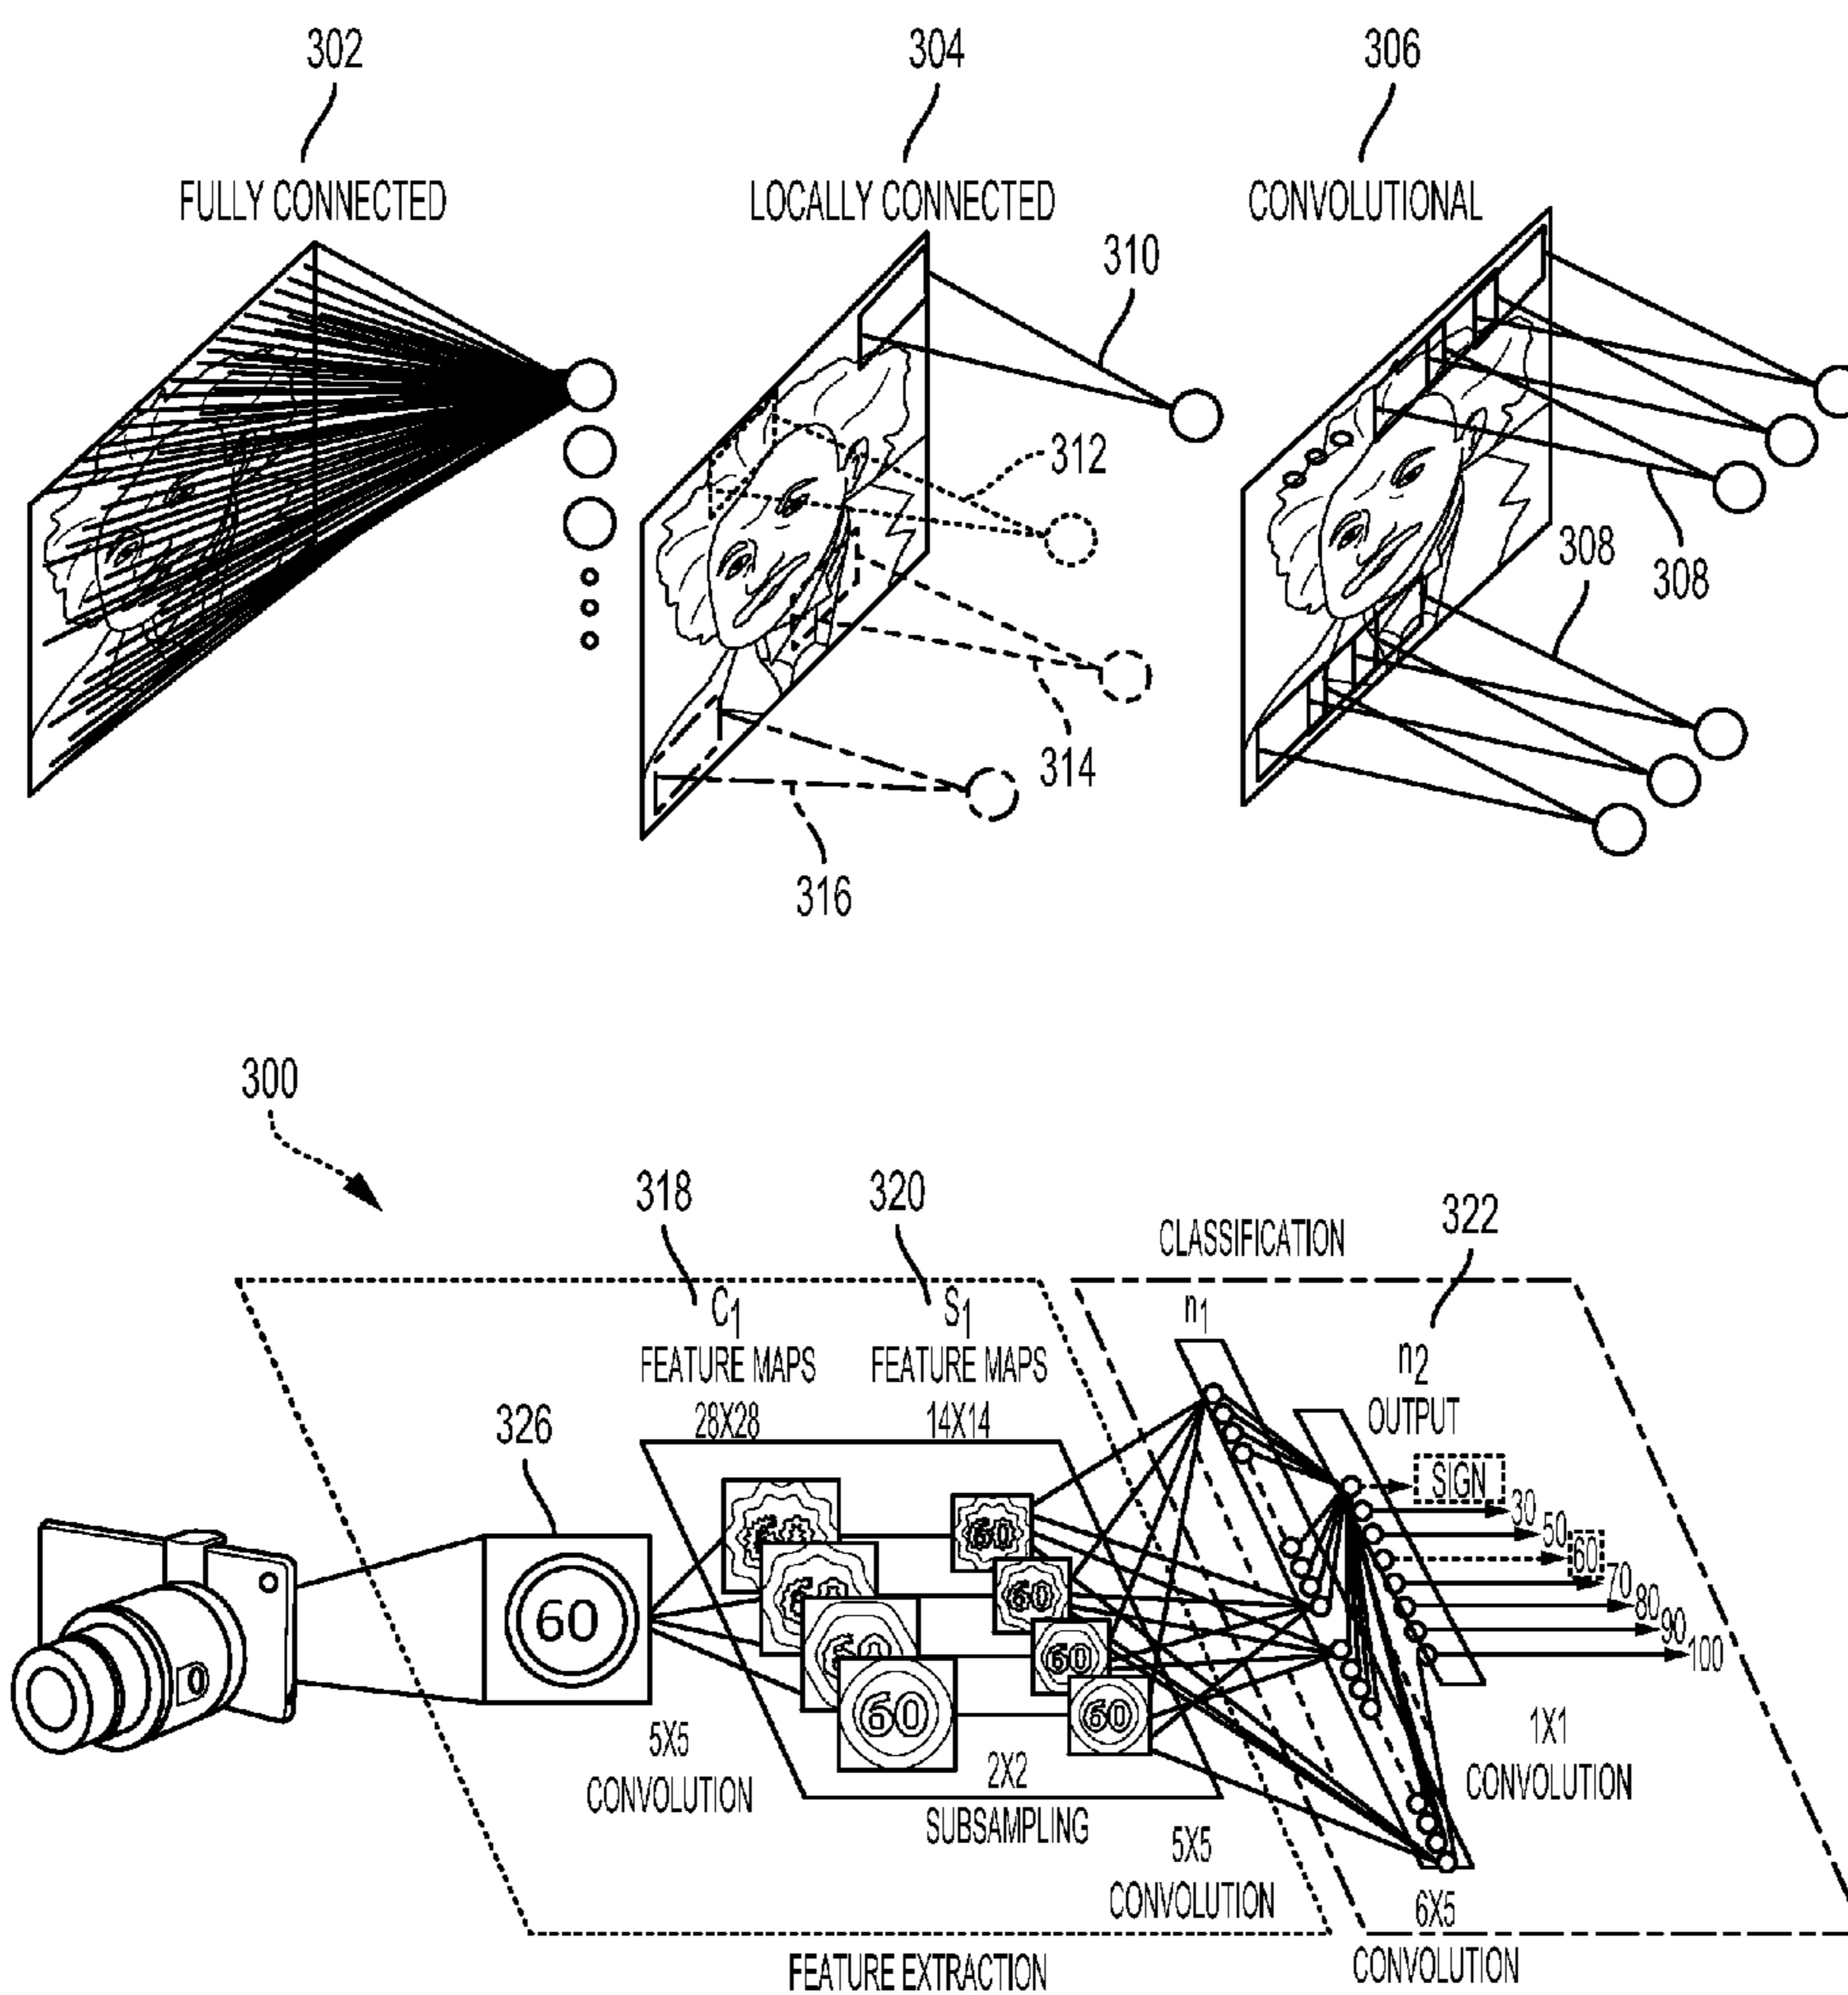 302 304 306
FULLY CONNECTED LOCALLY CONNECTED CONVOLUTIONAL
310
312
308
308
314
316
300
318 320 322
CLASSIFICATION
C1 S1 n1
FEATURE MAPS FEATURE MAPS n2
28X28 14X14 OUTPUT
326
SIGN
30
50
60
70
80
90
100
60
60
60
60
60
60
60
60
60
5X5
CONVOLUTION
2X2
SUBSAMPLING
5X5
CONVOLUTION
1X1
CONVOLUTION
6X5
CONVOLUTION
FEATURE EXTRACTION